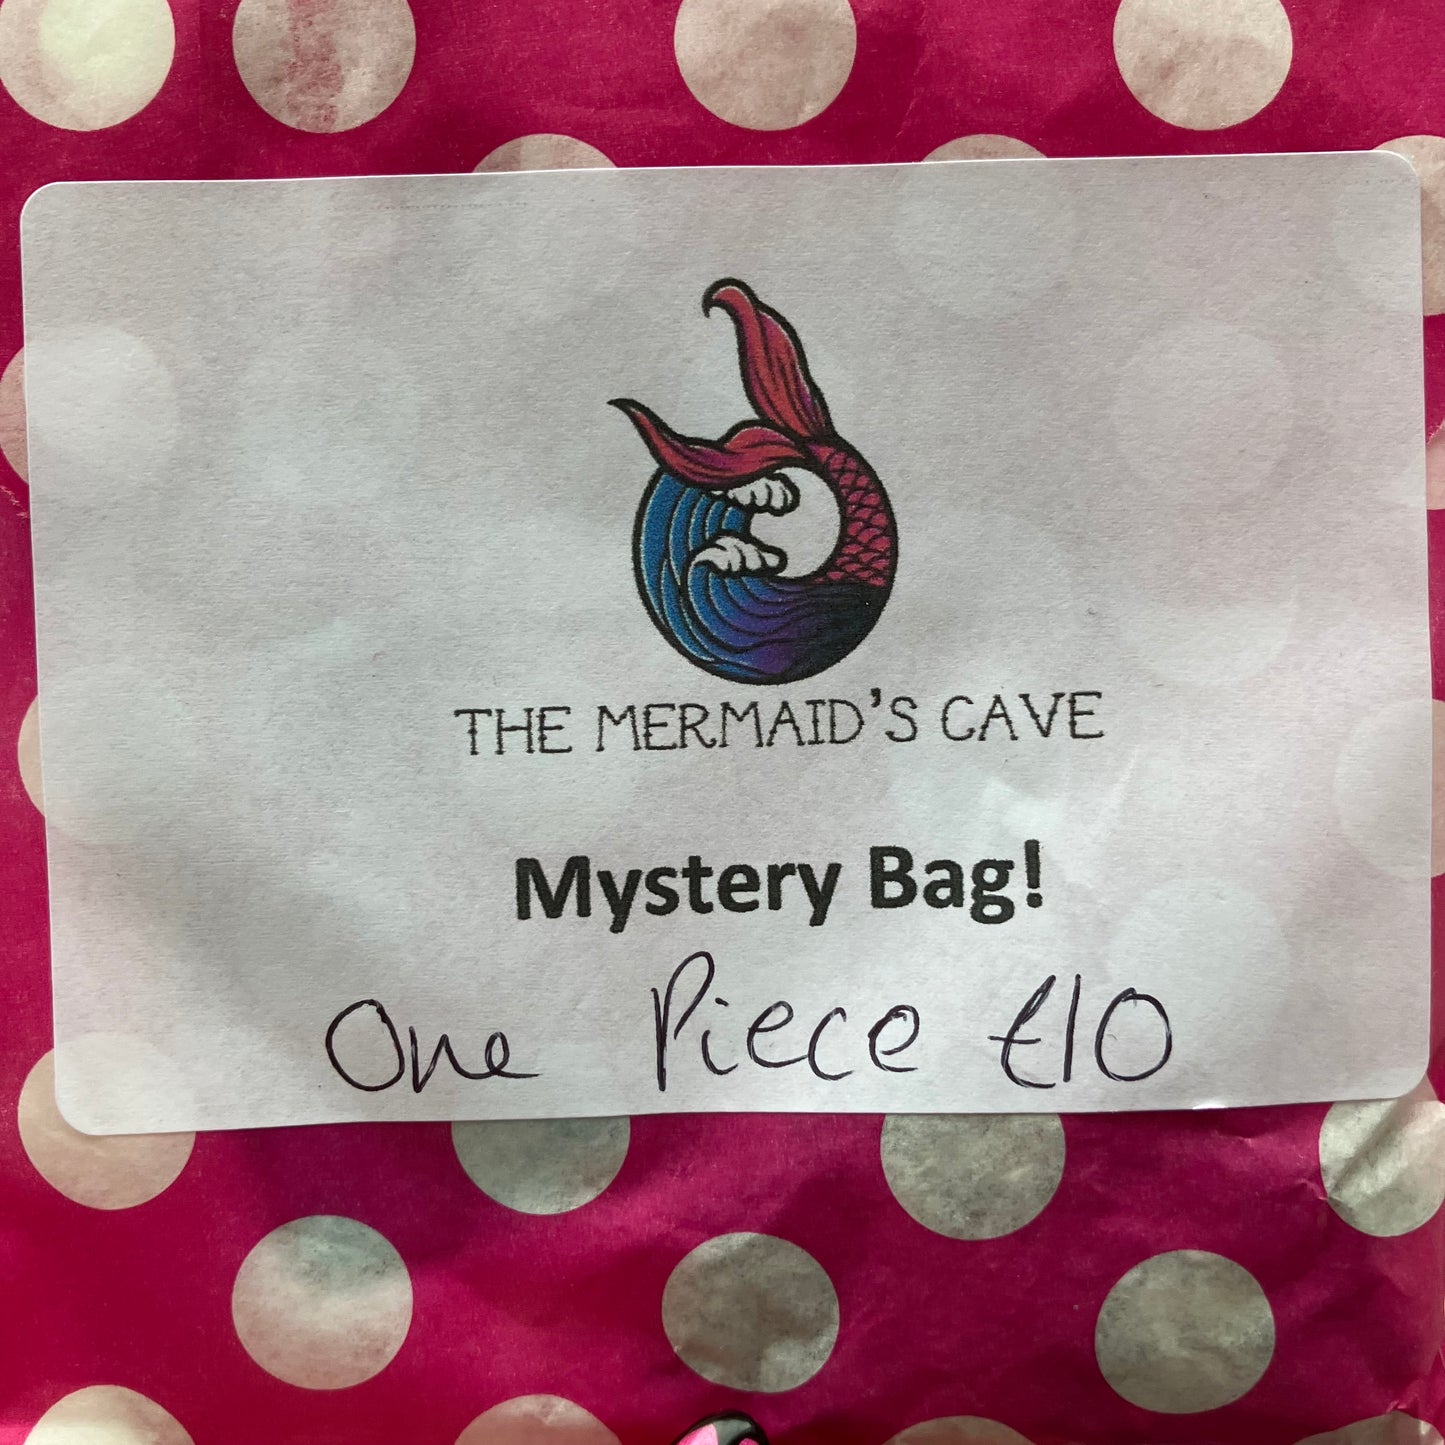 THE MERMAID'S CAVE
Mystery Bag!
One Piece £10